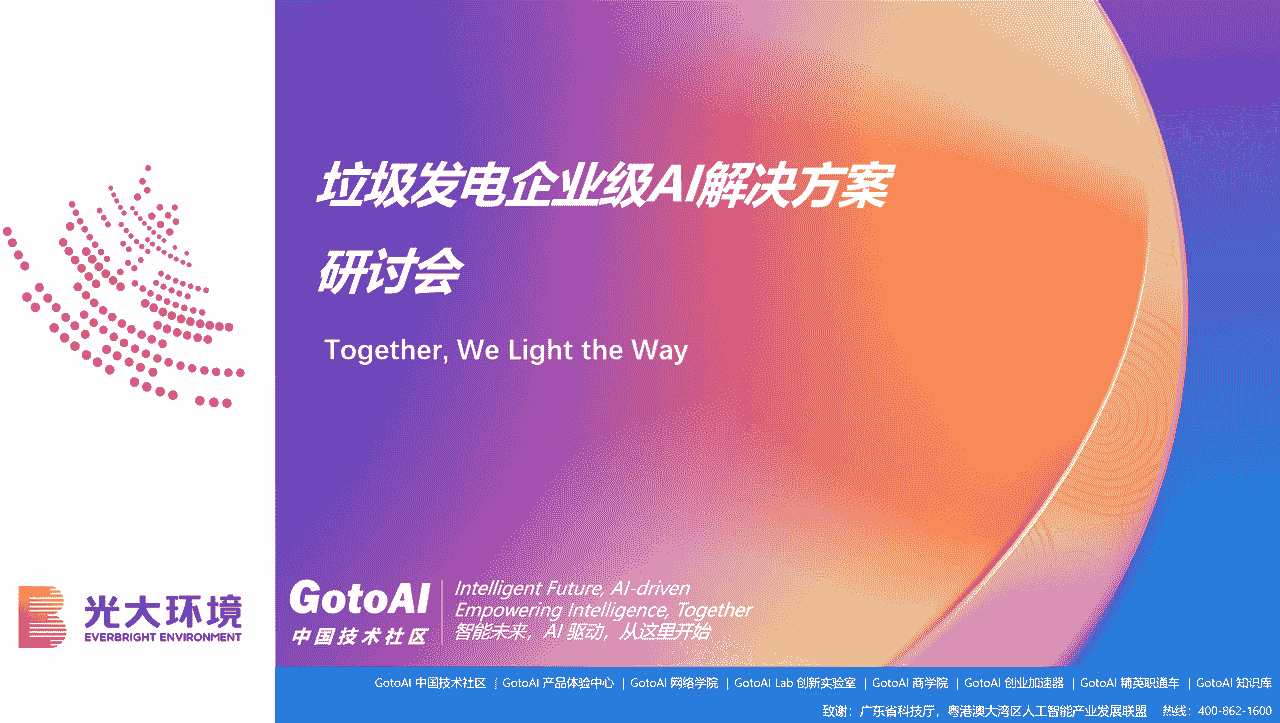 垃圾发电企业级AI解决方案
研讨会
Together, We Light the Way
光大环境
EVERBRIGHT ENVIRONMENT
GotoAI
中国技术社区
Intelligent Future, AI-driven
Empowering Intelligence, Together
智能未来，AI 驱动，从这里开始
GotoAI 中国技术社区 | GotoAI 产品体验中心 | GotoAI 网络学院 | GotoAI Lab 创新实验室 | GotoAI 商学院 | GotoAI 创业加速器 | GotoAI 精英职通车 | GotoAI 知识库
致谢：广东省科技厅，粤港澳大湾区人工智能产业发展联盟 热线：400-862-1600